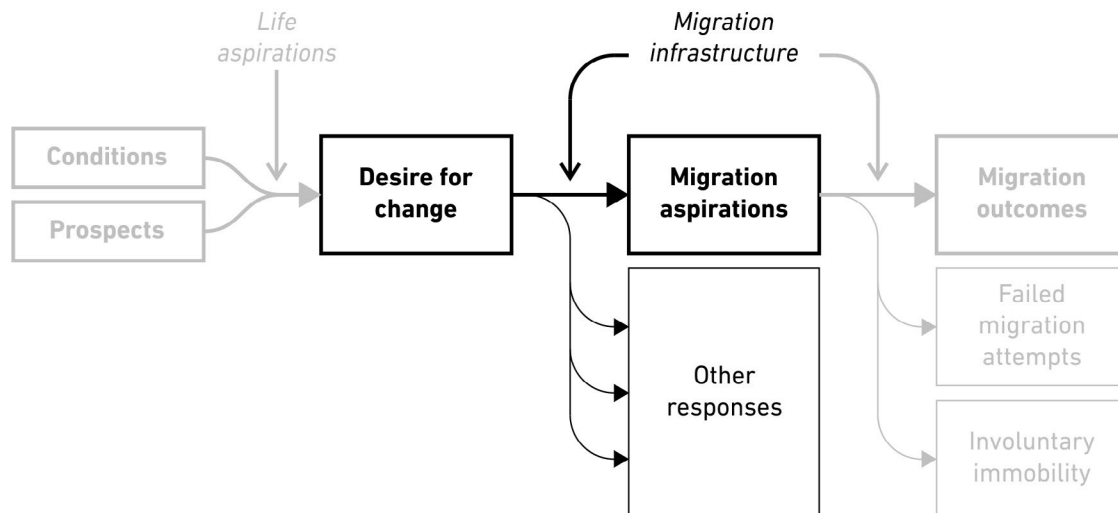 Life
aspirations
Migration
infrastructure
Conditions
Prospects
Desire for
change
Migration
aspirations
Migration
outcomes
Other
responses
Failed
migration
attempts
Involuntary
immobility